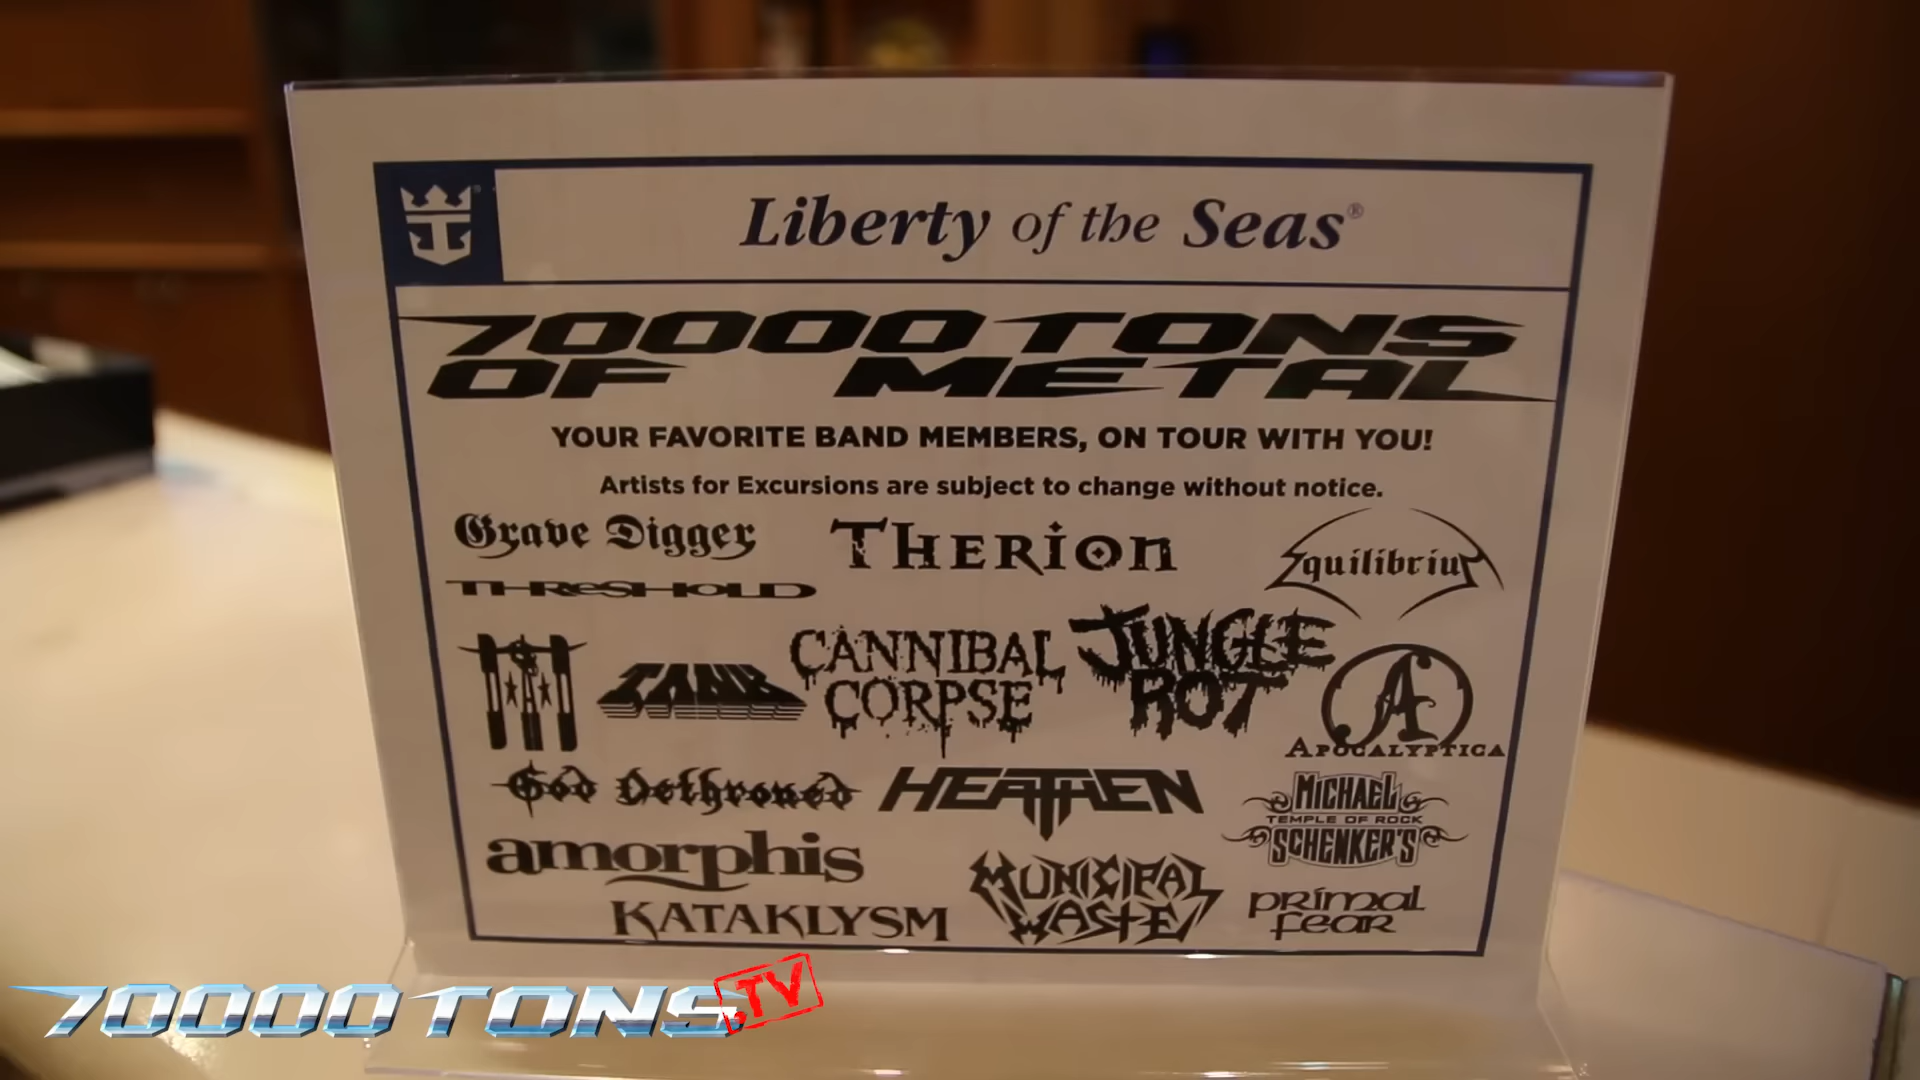 Liberty of the Seas®
70000 TONS
OF METAL
YOUR FAVORITE BAND MEMBERS, ON TOUR WITH YOU!
Artists for Excursions are subject to change without notice.
Grave Digger
THERION
Equilibrium
THRESHOLD
TANK
CANNIBAL
CORPSE
JUNGLE
ROT
A
APOCALYPTICA
God Dethroned
HEATHEN
MICHAEL
TEMPLE OF ROCK
SCHENKER'S
amorphis
KATAKLYSM
MUNICIPAL
WASTE
primal
fear
70000 TONS.TV